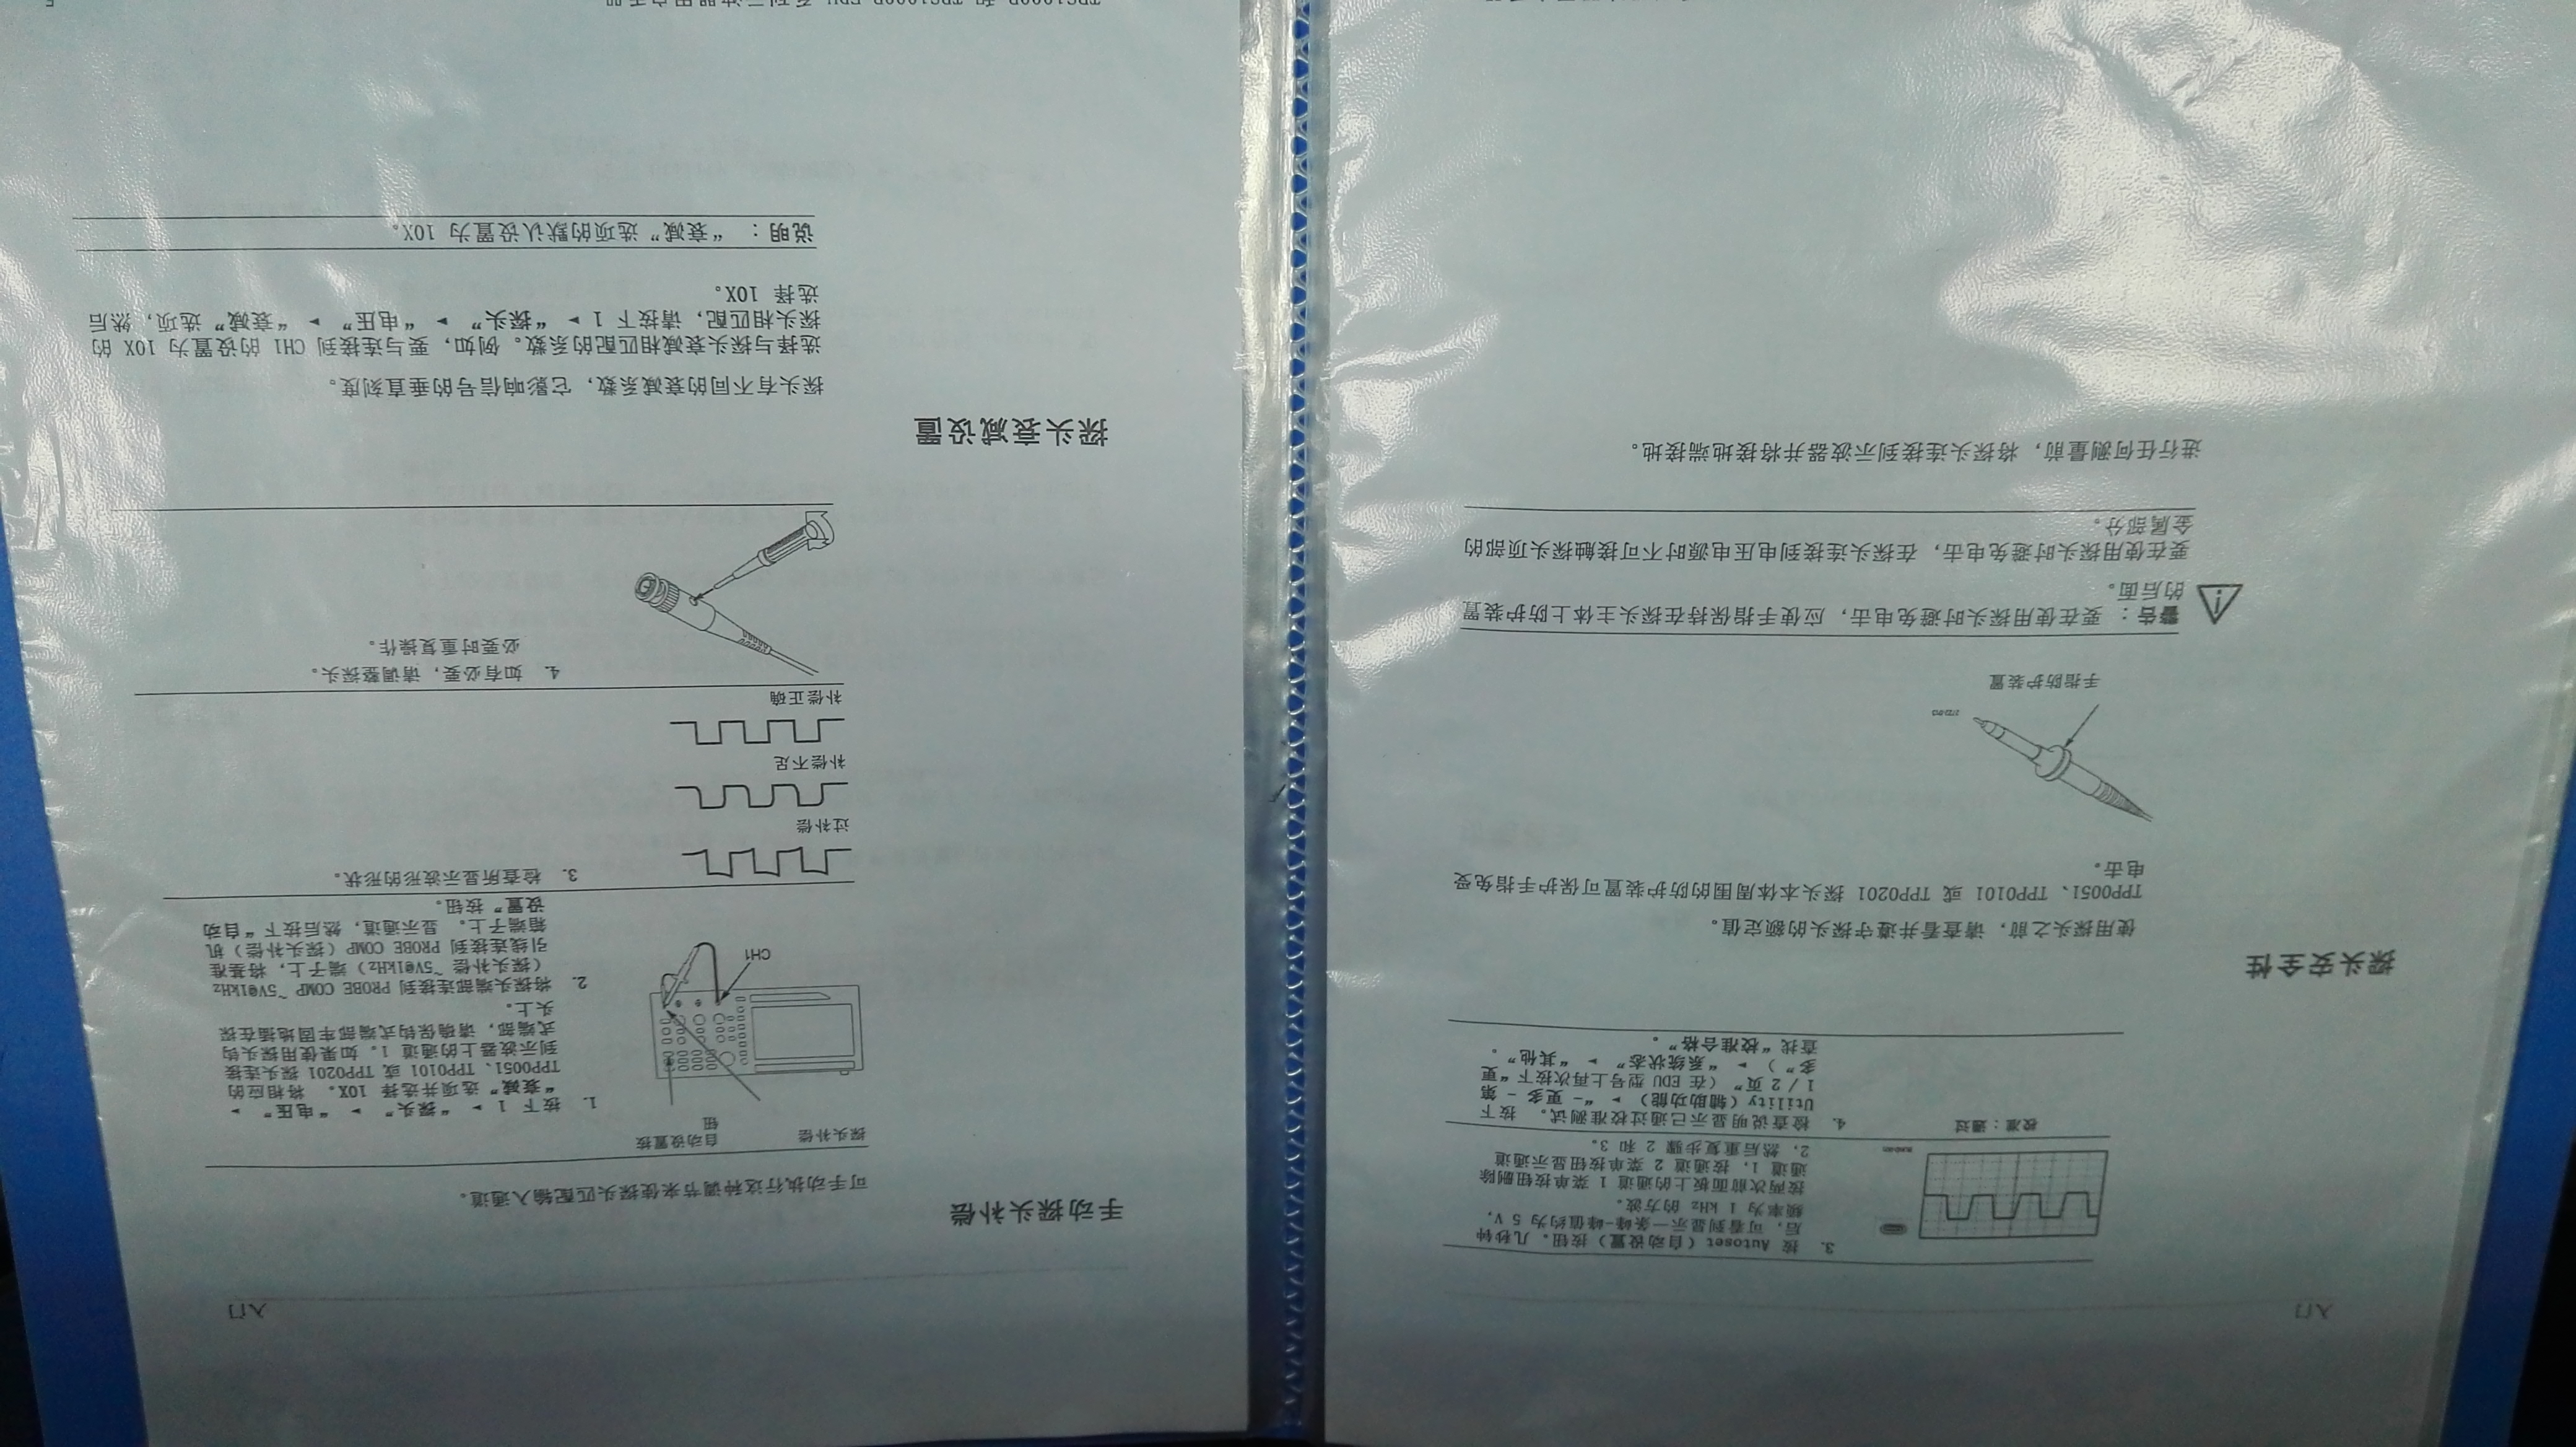 入门
3. 按 Autoset（自动设置）按钮。几秒钟
后，可看到显示一条峰-峰值约为 5 V，
频率为 1 kHz 的方波。
按两次前面板上的通道 1 菜单按钮删除
通道 1，按通道 2 菜单按钮显示通道
2，然后重复步骤 2 和 3。
校准：通过
4. 检查说明显示已通过校准测试。 按下
Utility（辅助功能） ► “- 更多 - 第
1 / 2 页”（在 EDU 型号上再次按下“更
多”） ► “系统状态” ► “其他”。
查找“校准合格”。
探头安全性
使用探头之前，请查看并遵守探头的额定值。
TPP0051、TPP0101 或 TPP0201 探头本体周围的防护装置可保护手指免受
电击。
手指防护装置
警告： 要在使用探头时避免电击，应使手指保持在探头主体上防护装置
的后面。
要在使用探头时避免电击，在探头连接到电压电源时不可接触探头顶部的
金属部分。
进行任何测量前，将探头连接到示波器并将接地端接地。
入门
手动探头补偿
可手动执行这种调节来使探头匹配输入通道。
探头补偿
自动设置按
钮
CH1
1. 按下 1 ► “探头” ► “电压” ►
“衰减”选项并选择 10X。 将相应的
TPP0051、TPP0101 或 TPP0201 探头连接
到示波器上的通道 1。如果使用探头钩
式端部，请确保钩式端部牢固地插在探
头上。
2. 将探头端部连接到 PROBE COMP ~5V@1kHz
（探头补偿 ~5V@1kHz）端子上，将基准
引线连接到 PROBE COMP（探头补偿）机
箱端子上。 显示通道，然后按下“自动
设置”按钮。
3. 检查所显示波形的形状。
过补偿
补偿不足
补偿正确
4. 如有必要，请调整探头。
必要时重复操作。
探头衰减设置
探头有不同的衰减系数，它影响信号的垂直刻度。
选择与探头衰减相匹配的系数。例如，要与连接到 CH1 的设置为 10X 的
探头相匹配，请按下 1 ► “探头” ► “电压” ► “衰减”选项，然后
选择 10X。
说明： “衰减”选项的默认设置为 10X。